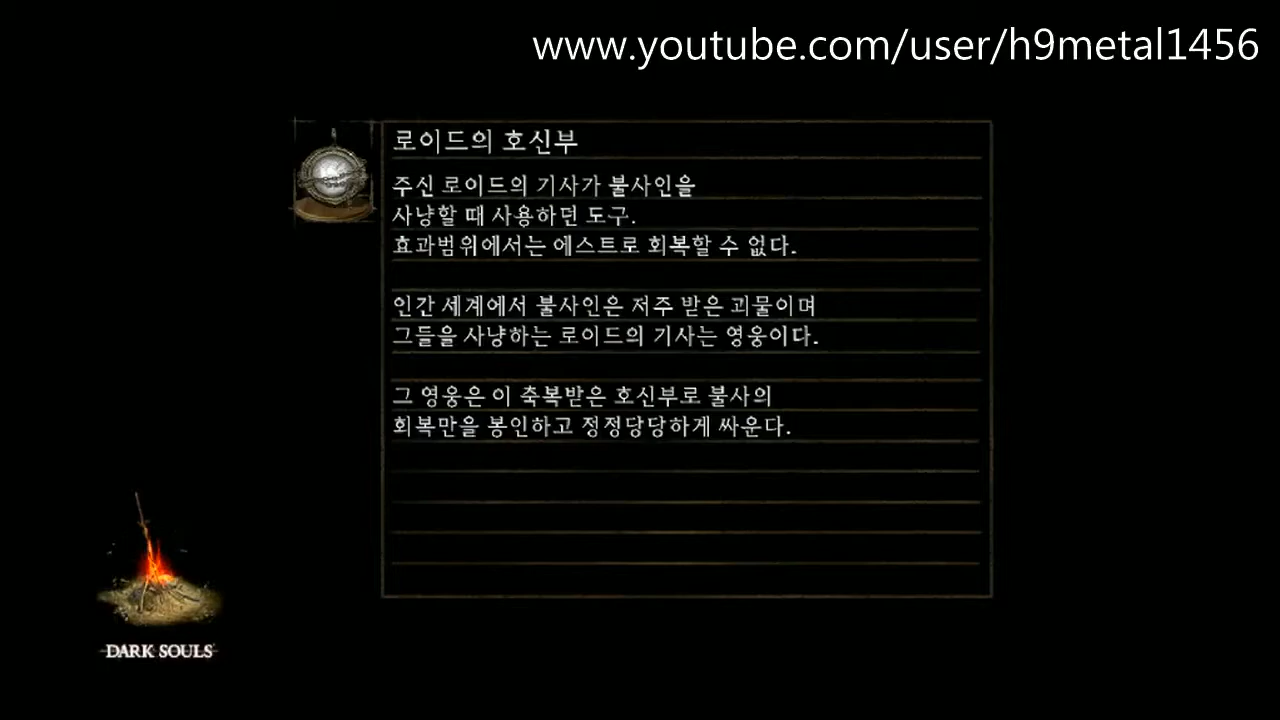 www.youtube.com/user/h9metal1456
로이드의 호신부
주신 로이드의 기사가 불사인을
사냥할 때 사용하던 도구.
효과범위에서는 에스트로 회복할 수 없다.
인간 세계에서 불사인은 저주 받은 괴물이며
그들을 사냥하는 로이드의 기사는 영웅이다.
그 영웅은 이 축복받은 호신부로 불사의
회복만을 봉인하고 정정당당하게 싸운다.
DARK SOULS